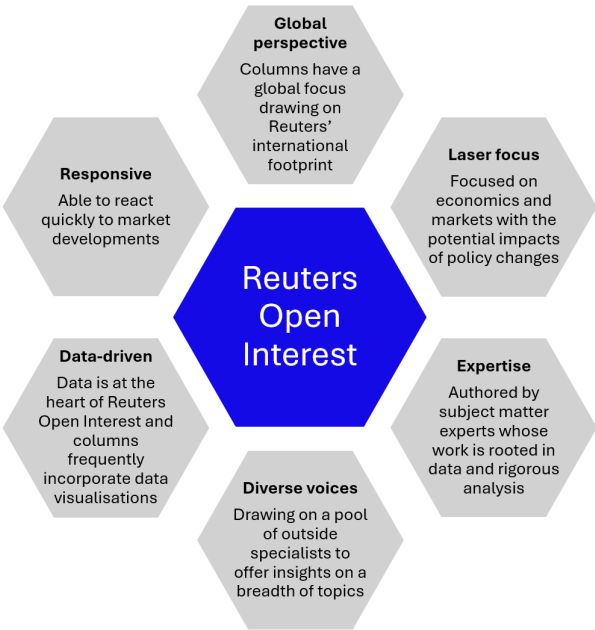 Global
perspective
Columns have a
global focus
drawing on
Reuters’
international
footprint
Laser focus
Focused on
economics and
markets with the
potential impacts
of policy changes
Expertise
Authored by
subject matter
experts whose
work is rooted in
data and rigorous
analysis
Diverse voices
Drawing on a pool
of outside
specialists to
offer insights on a
breadth of topics
Data-driven
Data is at the
heart of Reuters
Open Interest and
columns
frequently
incorporate data
visualisations
Responsive
Able to react
quickly to market
developments
Reuters
Open
Interest